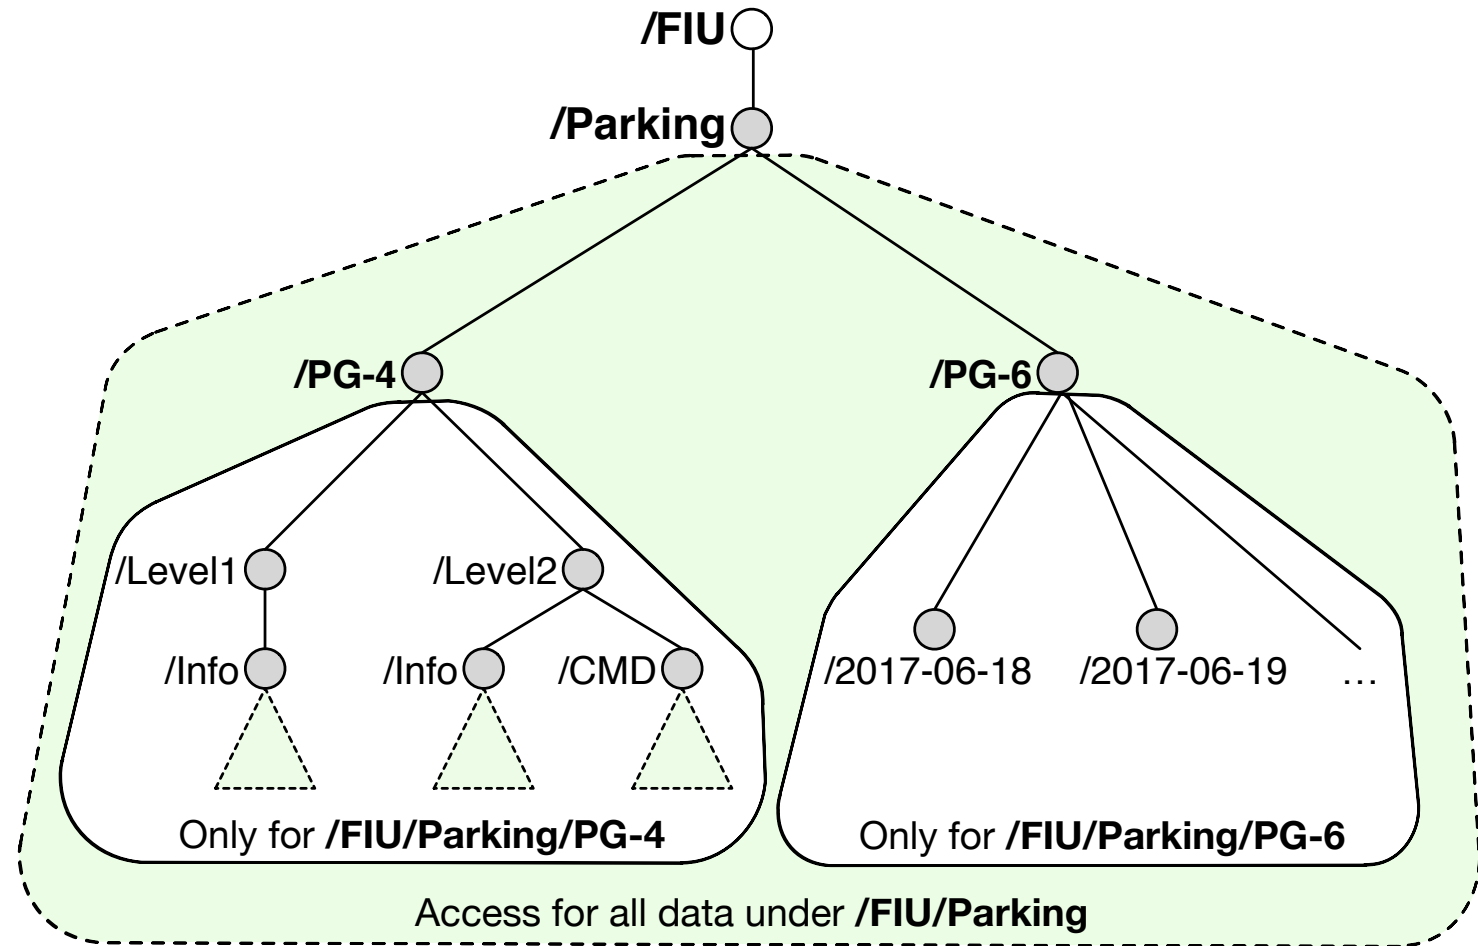 /FIU
/Parking
/PG-4
/PG-6
/Level1
/Level2
/Info
/Info
/CMD
/2017-06-18
/2017-06-19
...
Only for /FIU/Parking/PG-4
Only for /FIU/Parking/PG-6
Access for all data under /FIU/Parking